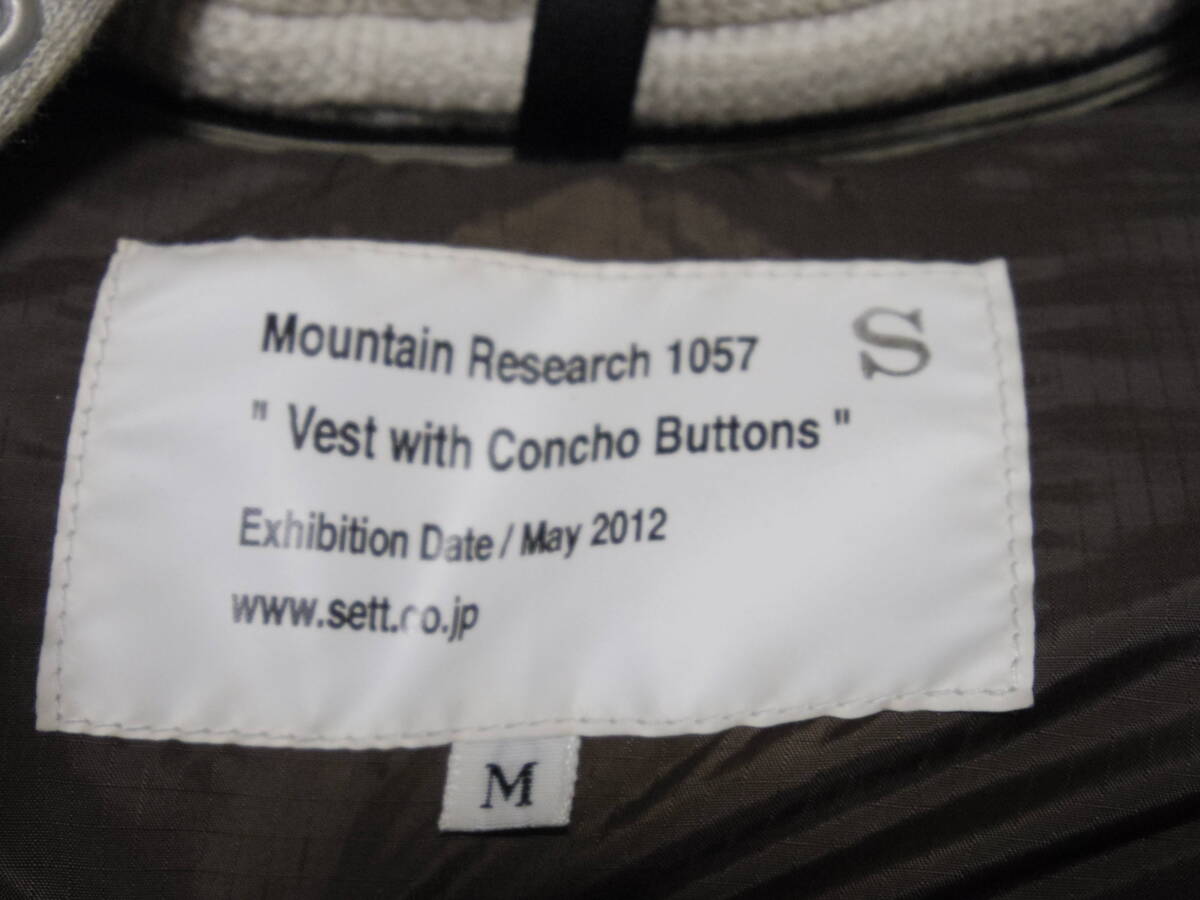 Mountain Research 1057
S
" Vest with Concho Buttons "
Exhibition Date / May 2012
www.sett.co.jp
M